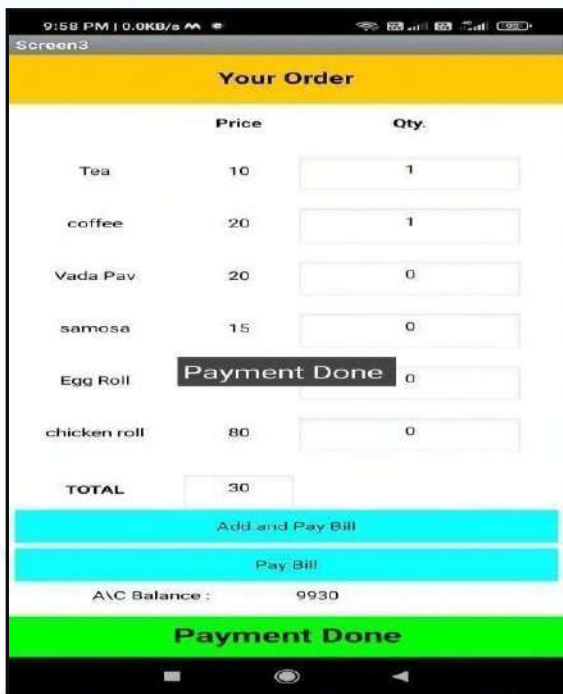 9:58 PM | 0.0KB/s
Screen3
Your Order
Price Qty.
Tea 10 1
coffee 20 1
Vada Pav 20 0
samosa 15 0
Egg Roll 0
Payment Done
chicken roll 80 0
TOTAL 30
Add and Pay Bill
Pay Bill
A\C Balance : 9930
Payment Done